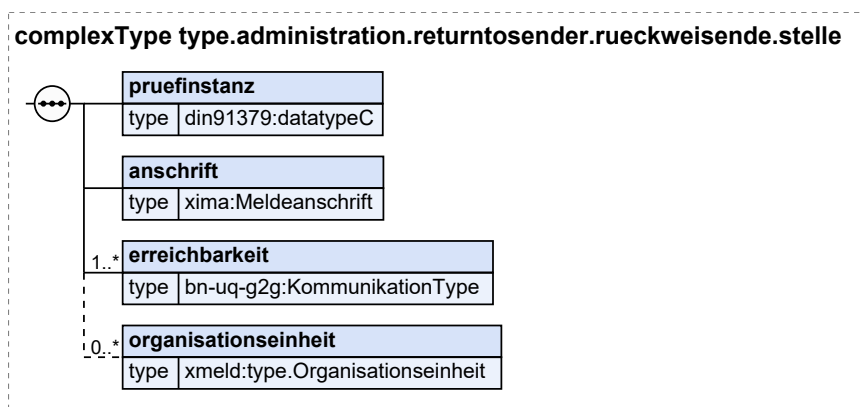 complexType type.administration.returntosender.rueckweisende.stelle
pruefinstanz
type din91379:datatypeC
anschrift
type xima:Meldeanschrift
1..* erreichbarkeit
type bn-uq-g2g:KommunikationType
0..* organisationseinheit
type xmeld:type.Organisationseinheit